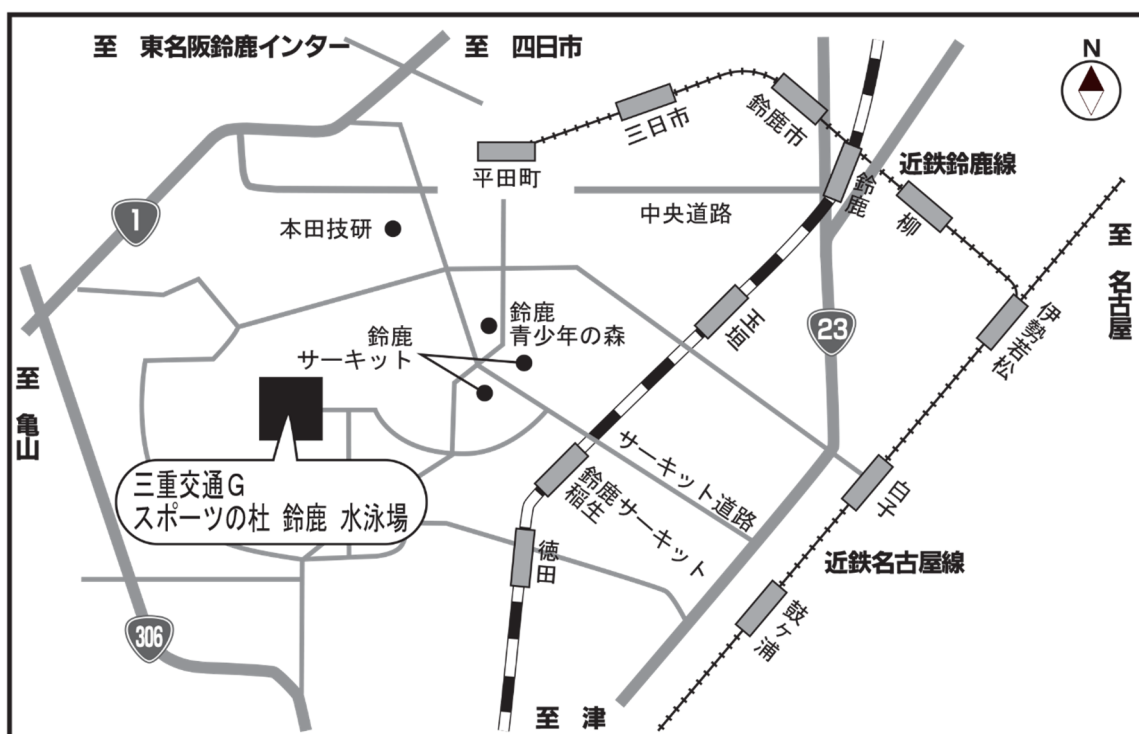 至 東名阪鈴鹿インター
至 四日市
N
三日市
鈴鹿市
平田町
近鉄鈴鹿線
鈴鹿
柳
中央道路
1
本田技研
至 名古屋
鈴鹿
青少年の森
鈴鹿
サーキット
玉垣
23
伊勢若松
至 亀山
三重交通G
スポーツの杜 鈴鹿 水泳場
サーキット道路
鈴鹿サーキット
稲生
白子
徳田
近鉄名古屋線
鼓ヶ浦
306
至 津